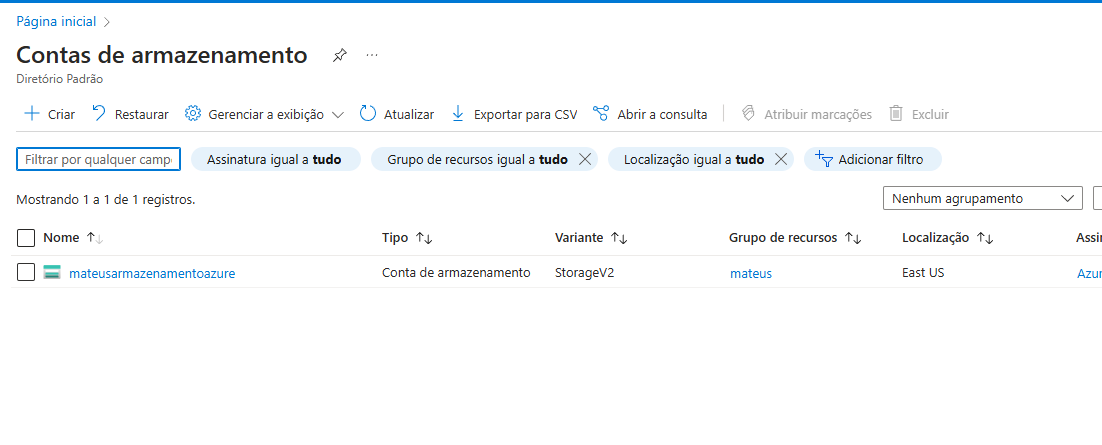 Página inicial
Contas de armazenamento
Diretório Padrão
Criar Restaurar Gerenciar a exibição Atualizar Exportar para CSV Abrir a consulta Atribuir marcações Excluir
Filtrar por qualquer camp Assinatura igual a tudo Grupo de recursos igual a tudo Localização igual a tudo Adicionar filtro
Mostrando 1 a 1 de 1 registros. Nenhum agrupamento
Nome Tipo Variante Grupo de recursos Localização Assi
mateusarmazenamentoazure Conta de armazenamento StorageV2 mateus East US Azur